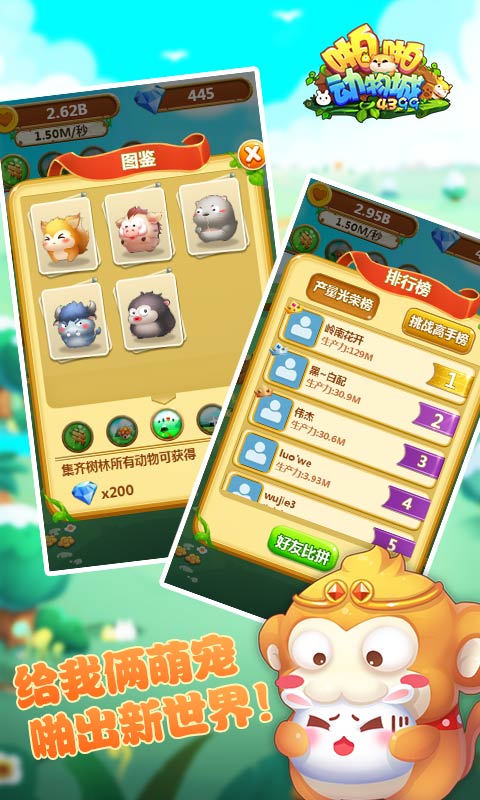 啪啪
动物城
4399
2.62B
445
1.50M/秒
图鉴
集齐树林所有动物可获得
x200
2.95B
1.50M/秒
排行榜
产量光荣榜
挑战高手榜
岭南花开
生产力:129M
1
黑~白配
生产力:30.9M
2
伟杰
生产力:30.6M
3
luo'we
生产力:3.93M
4
wujie3
5
好友比拼
给我俩萌宠
啪出新世界!